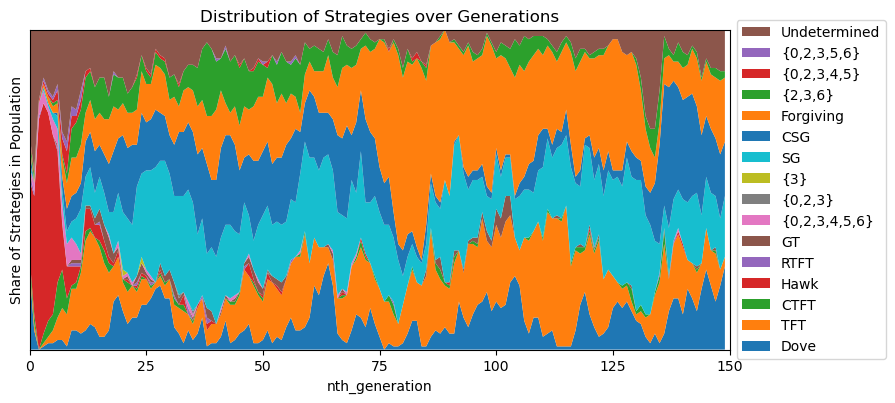 Distribution of Strategies over Generations
Share of Strategies in Population
0 25 50 75 100 125 150
nth_generation
Undetermined
{0,2,3,5,6}
{0,2,3,4,5}
{2,3,6}
Forgiving
CSG
SG
{3}
{0,2,3}
{0,2,3,4,5,6}
GT
RTFT
Hawk
CTFT
TFT
Dove